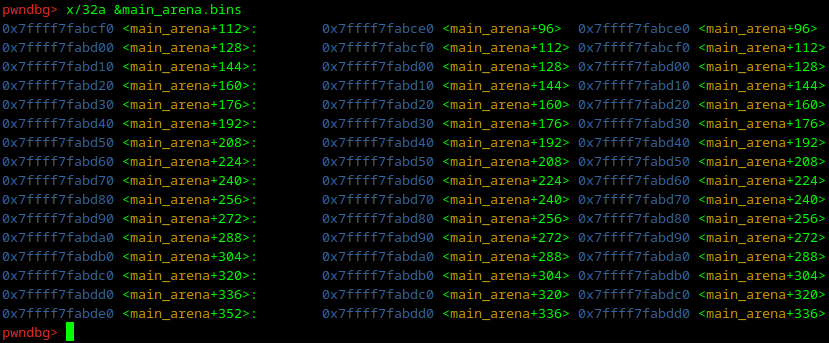 pwndbg> x/32a &main_arena.bins
0x7ffff7fabcf0 <main_arena+112>: 0x7ffff7fabce0 <main_arena+96> 0x7ffff7fabce0 <main_arena+96>
0x7ffff7fabd00 <main_arena+128>: 0x7ffff7fabcf0 <main_arena+112> 0x7ffff7fabcf0 <main_arena+112>
0x7ffff7fabd10 <main_arena+144>: 0x7ffff7fabd00 <main_arena+128> 0x7ffff7fabd00 <main_arena+128>
0x7ffff7fabd20 <main_arena+160>: 0x7ffff7fabd10 <main_arena+144> 0x7ffff7fabd10 <main_arena+144>
0x7ffff7fabd30 <main_arena+176>: 0x7ffff7fabd20 <main_arena+160> 0x7ffff7fabd20 <main_arena+160>
0x7ffff7fabd40 <main_arena+192>: 0x7ffff7fabd30 <main_arena+176> 0x7ffff7fabd30 <main_arena+176>
0x7ffff7fabd50 <main_arena+208>: 0x7ffff7fabd40 <main_arena+192> 0x7ffff7fabd40 <main_arena+192>
0x7ffff7fabd60 <main_arena+224>: 0x7ffff7fabd50 <main_arena+208> 0x7ffff7fabd50 <main_arena+208>
0x7ffff7fabd70 <main_arena+240>: 0x7ffff7fabd60 <main_arena+224> 0x7ffff7fabd60 <main_arena+224>
0x7ffff7fabd80 <main_arena+256>: 0x7ffff7fabd70 <main_arena+240> 0x7ffff7fabd70 <main_arena+240>
0x7ffff7fabd90 <main_arena+272>: 0x7ffff7fabd80 <main_arena+256> 0x7ffff7fabd80 <main_arena+256>
0x7ffff7fabda0 <main_arena+288>: 0x7ffff7fabd90 <main_arena+272> 0x7ffff7fabd90 <main_arena+272>
0x7ffff7fabdb0 <main_arena+304>: 0x7ffff7fabda0 <main_arena+288> 0x7ffff7fabda0 <main_arena+288>
0x7ffff7fabdc0 <main_arena+320>: 0x7ffff7fabdb0 <main_arena+304> 0x7ffff7fabdb0 <main_arena+304>
0x7ffff7fabdd0 <main_arena+336>: 0x7ffff7fabdc0 <main_arena+320> 0x7ffff7fabdc0 <main_arena+320>
0x7ffff7fabde0 <main_arena+352>: 0x7ffff7fabdd0 <main_arena+336> 0x7ffff7fabdd0 <main_arena+336>
pwndbg>